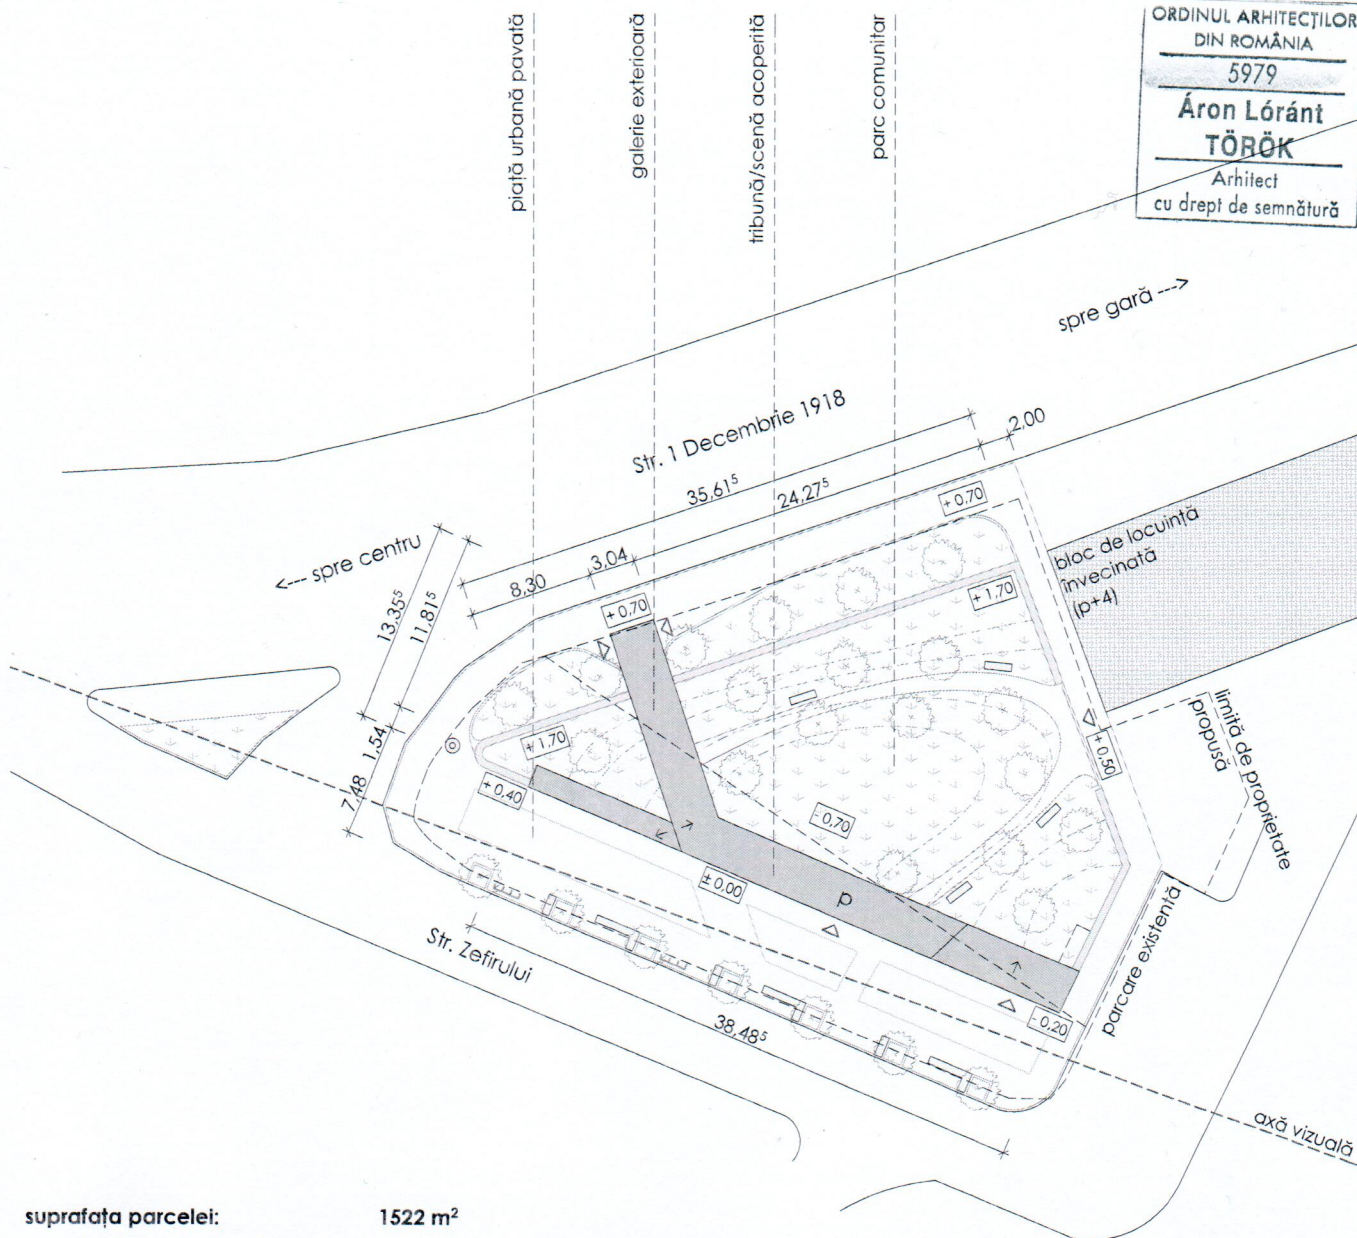 piață urbană pavată
galerie exterioară
tribună/scenă acoperită
parc comunitar
ORDINUL ARHITECȚILOR
DIN ROMÂNIA
5979
Áron Lóránt
TÖRÖK
Arhitect
cu drept de semnătură
spre gară --->
Str. 1 Decembrie 1918
35,61⁵
2,00
24,27⁵
<--- spre centru
3,04
8,30
13,35⁵
11,81⁵
1,54
7,48
+ 0,70
+ 0,70
+ 1,70
bloc de locuință
învecinată
(p+4)
+ 1,70
+ 0,40
- 0,70
+ 0,50
limită de proprietate
propusă
± 0,00
p
- 0,20
parcare existentă
Str. Zefirului
38,48⁵
axă vizuală
suprafața parcelei: 1522 m²